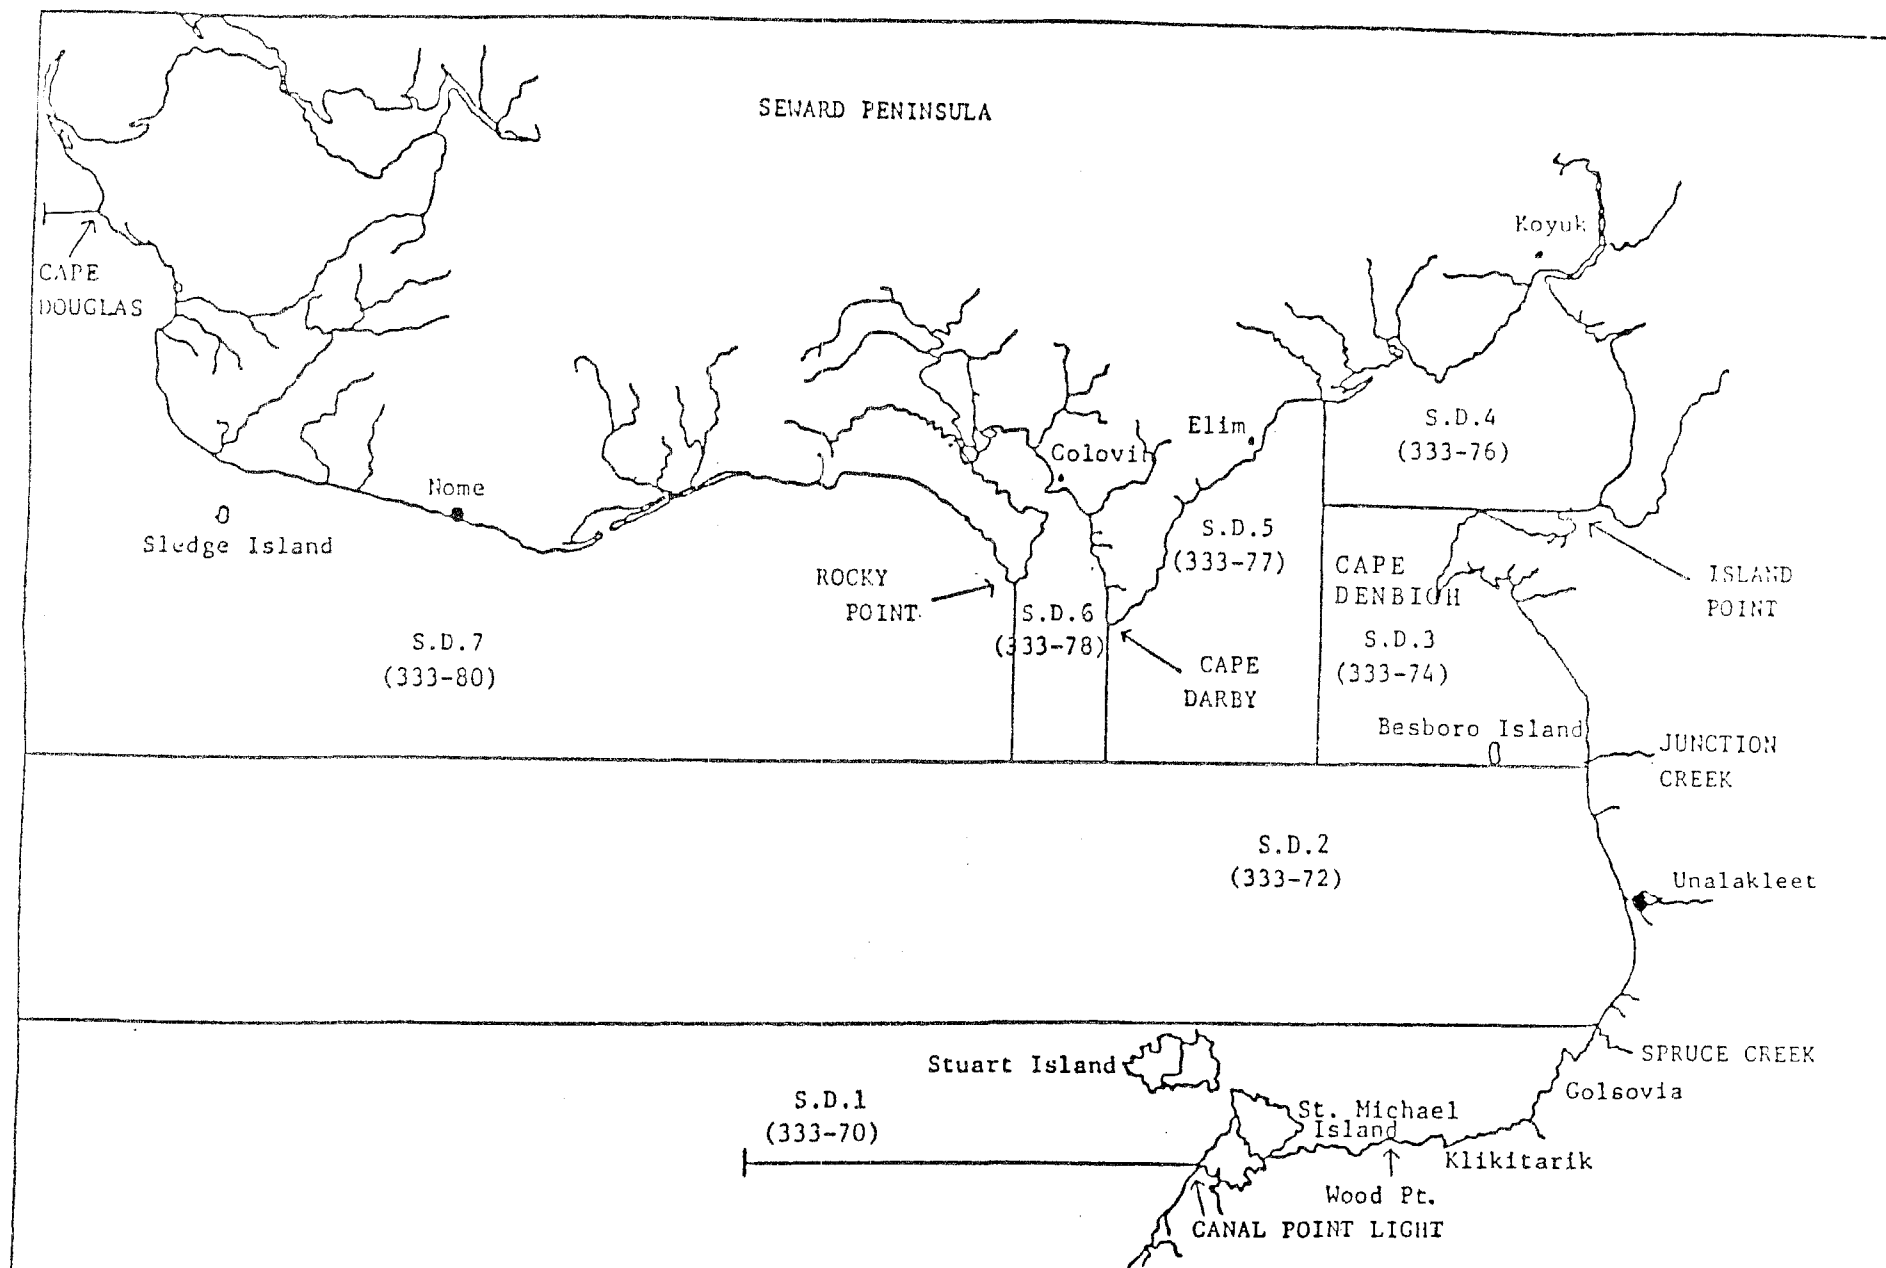 SEWARD PENINSULA
Koyuk
CAPE
DOUGLAS
S.D.4
(333-76)
Elim
Golovin
Nome
Sledge Island
S.D.5
(333-77)
CAPE
DENBIGH
ISLAND
POINT
ROCKY
POINT
S.D.6
(333-78)
S.D.7
(333-80)
S.D.3
(333-74)
CAPE
DARBY
Besboro Island
JUNCTION
CREEK
S.D.2
(333-72)
Unalakleet
SPRUCE CREEK
Stuart Island
Golsovia
S.D.1
(333-70)
St. Michael
Island
Klikitarik
Wood Pt.
CANAL POINT LIGHT